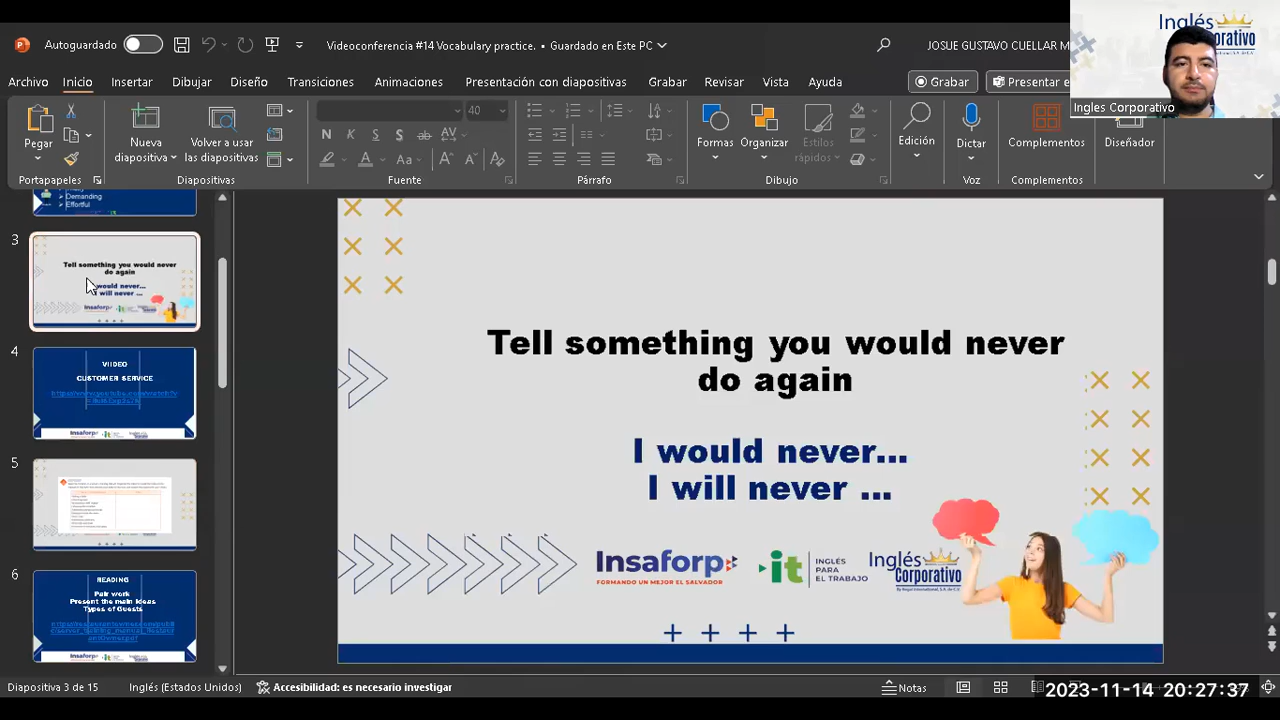 Autoguardado
Videoconferencia #14 Vocabulary practice. • Guardado en Este PC
JOSUE GUSTAVO CUELLAR M
Inglés
Corporativo
Ingles Corporativo
Archivo Inicio Insertar Dibujar Diseño Transiciones Animaciones entación con diapositivas Grabar Revisar Vista Ayuda
Grabar
Presentar e
Pegar
Nueva
diapositiva
Volver a usar
las diapositivas
40
N K S S ab AV
A Aa A A A
Formas
Organizar
Estilos
rápidos
Edición
Dictar
Complementos
Diseñador
Portapapeles
Diapositivas
Fuente
Párrafo
Dibujo
Voz
Complementos
Demanding
Effortful
3
Tell something you would never
do again
would never...
I will never ...
4
VIIDEO
CUSTOMER SERVICE
5
6
READING
Pair work
Present the main ideas
Types of Guests
Tell something you would never
do again
I would never...
I will never ...
Insaforp
FORMANDO UN MEJOR EL SALVADOR
it
INGLÉS
PARA
EL TRABAJO
Inglés
Corporativo
Diapositiva 3 de 15
Inglés (Estados Unidos)
Accesibilidad: es necesario investigar
Notas
2023-11-14 20:27:37